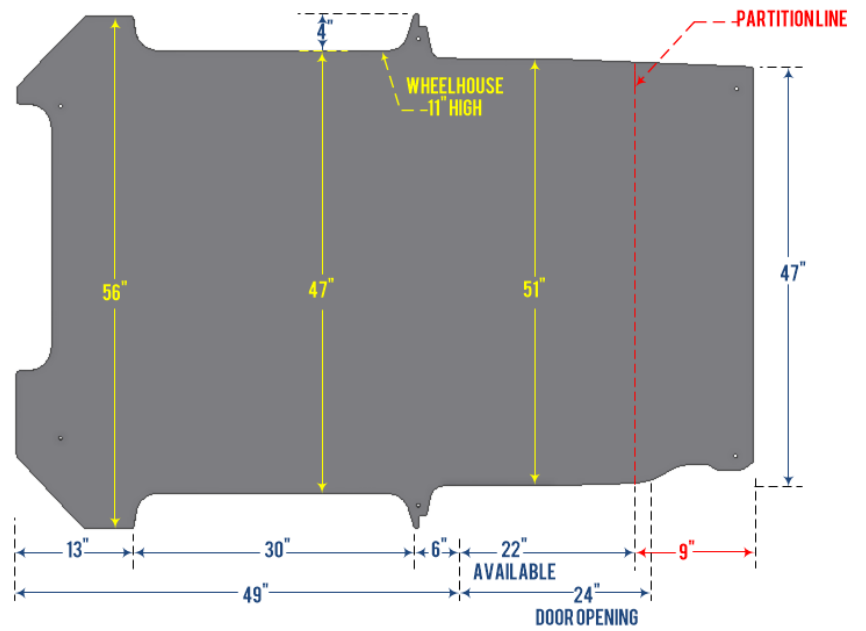 PARTITION LINE
4"
WHEELHOUSE
11" HIGH
56"
47"
51"
47"
13"
30"
6"
22"
9"
AVAILABLE
49"
24"
DOOR OPENING